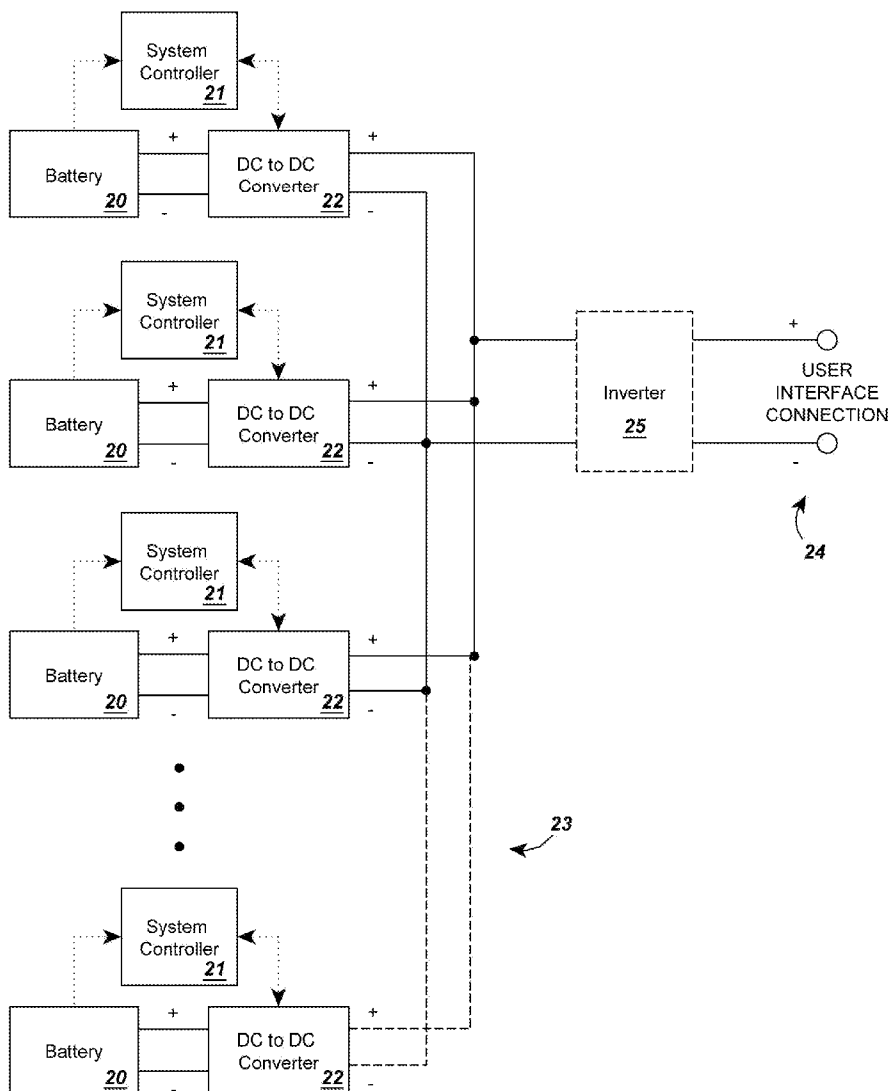 System
Controller
21
+
+
Battery
20
DC to DC
Converter
22
-
-
System
Controller
21
+
+
Battery
20
DC to DC
Converter
22
-
-
Inverter
25
+
USER
INTERFACE
CONNECTION
-
24
System
Controller
21
+
+
Battery
20
DC to DC
Converter
22
-
-
23
System
Controller
21
+
+
Battery
20
DC to DC
Converter
22
-
-